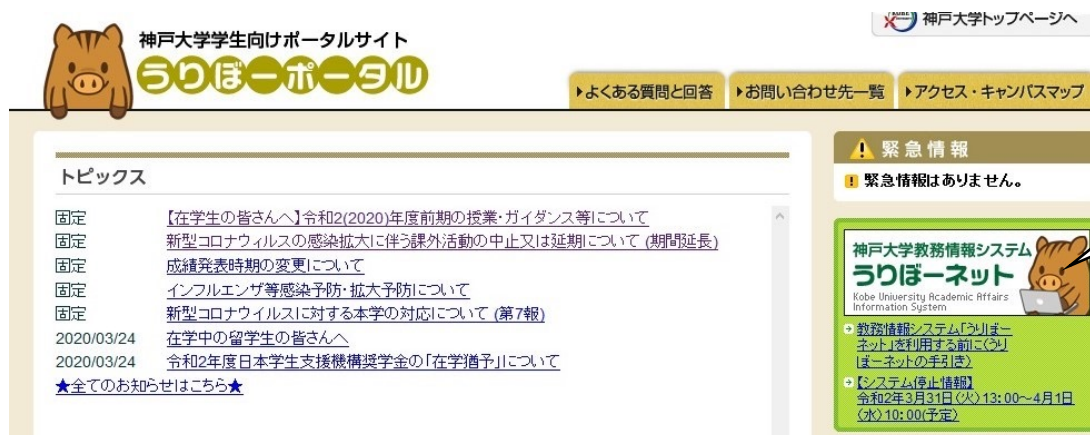 神戸大学学生向けポータルサイト
うりぼーポータル
神戸大学トップページへ
よくある質問と回答
お問い合わせ先一覧
アクセス・キャンパスマップ
トピックス
固定 【在学生の皆さんへ】令和2(2020)年度前期の授業・ガイダンス等について
固定 新型コロナウィルスの感染拡大に伴う課外活動の中止又は延期について (期間延長)
固定 成績発表時期の変更について
固定 インフルエンザ等感染予防・拡大予防について
固定 新型コロナウイルスに対する本学の対応について (第7報)
2020/03/24 在学中の留学生の皆さんへ
2020/03/24 令和2年度日本学生支援機構奨学金の「在学猶予」について
★全てのお知らせはこちら★
緊急情報
緊急情報はありません。
神戸大学教務情報システム
うりぼーネット
Kobe University Academic Affairs
Information System
教務情報システム「うりぼー
ネット」を利用する前に(うり
ぼーネットの手引き)
【システム停止情報】
令和2年3月31日(火)13:00~4月1日
(水)10:00(予定)